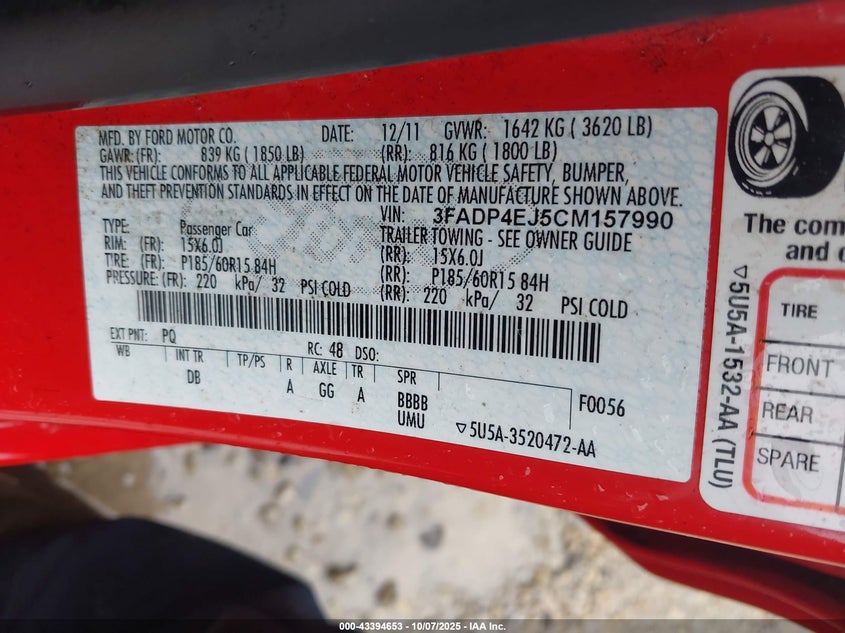 MFD. BY FORD MOTOR CO. DATE: 12/11 GVWR: 1642 KG ( 3620 LB)
GAWR: (FR): 839 KG ( 1850 LB) (RR): 816 KG ( 1800 LB)
THIS VEHICLE CONFORMS TO ALL APPLICABLE FEDERAL MOTOR VEHICLE SAFETY, BUMPER,
AND THEFT PREVENTION STANDARDS IN EFFECT ON THE DATE OF MANUFACTURE SHOWN ABOVE.
VIN: 3FADP4EJ5CM157990
TYPE: Passenger Car TRAILER TOWING - SEE OWNER GUIDE
RIM: (FR): 15X6.0J (RR): 15X6.0J
TIRE: (FR): P185/60R15 84H (RR): P185/60R15 84H
PRESSURE: (FR): 220 kPa/ 32 PSI COLD (RR): 220 kPa/ 32 PSI COLD
EXT PNT: PQ RC: 48 DSO:
WB INT TR TP/PS R AXLE TR SPR
DB A GG A BBBB F0056
UMU ▽5U5A-3520472-AA
The com
and
▽5U5A-1532-AA (TLU)
TIRE
FRONT
REAR
SPARE
000-43394653 10/07/2025 IAA Inc.